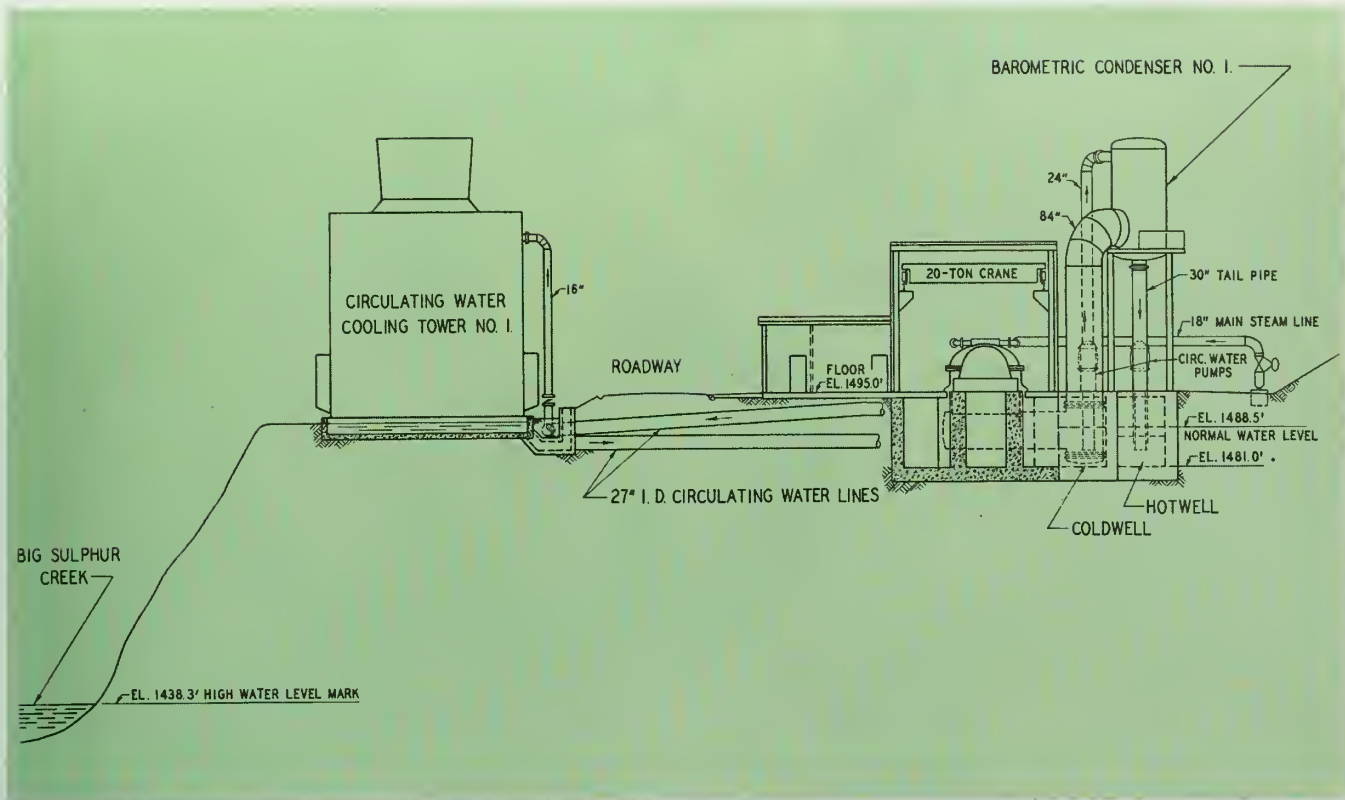 BAROMETRIC CONDENSER NO. 1.
24"
84"
20-TON CRANE
30" TAIL PIPE
16"
CIRCULATING WATER
COOLING TOWER NO. 1.
18" MAIN STEAM LINE
CIRC. WATER
PUMPS
ROADWAY
FLOOR
EL. 1495.0'
EL. 1488.5'
NORMAL WATER LEVEL
EL. 1481.0'
27" I.D. CIRCULATING WATER LINES
HOTWELL
COLDWELL
BIG SULPHUR
CREEK
EL. 1438.3' HIGH WATER LEVEL MARK